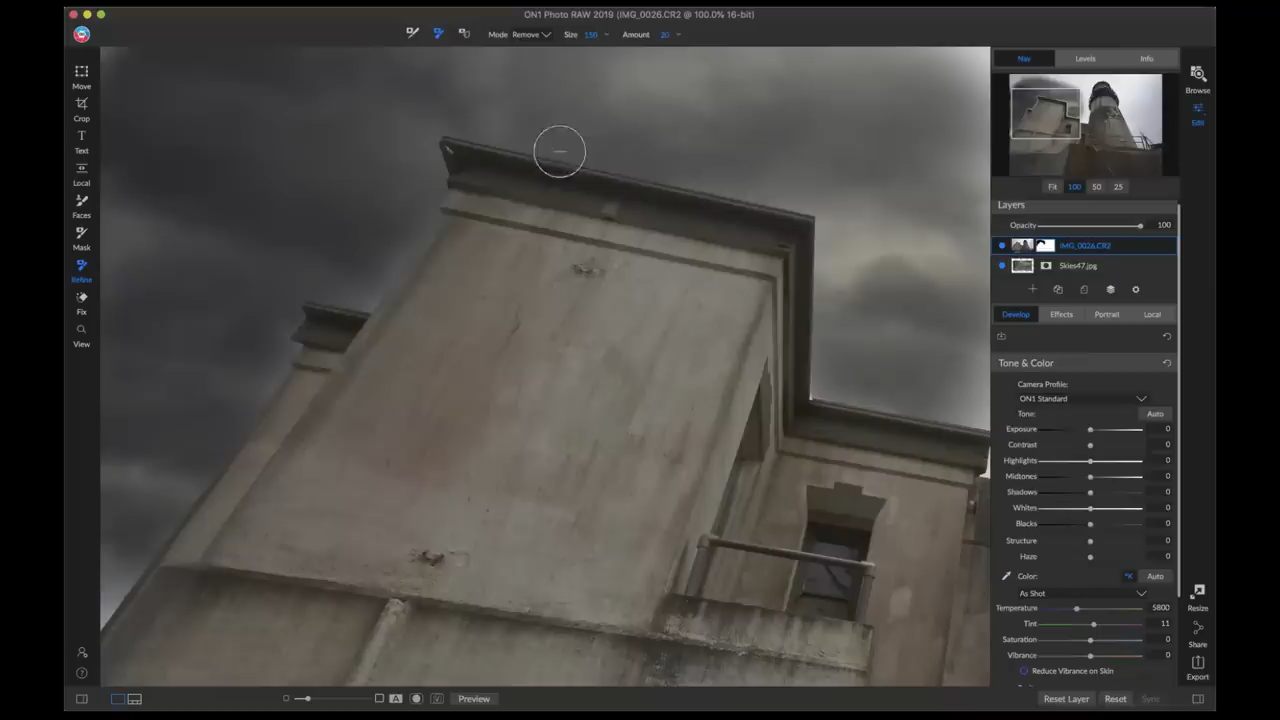 ON1 Photo RAW 2019 (IMG_0026.CR2 @ 100.0% 16-bit)
Mode Remove Size 150 Amount 20
Move
Crop
T
Text
Local
Faces
Mask
Refine
Fix
View
Nav Levels Info
Browse
Edit
Fit 100 50 25
Layers
Opacity 100
IMG_0026.CR2
Skies47.jpg
Develop Effects Portrait Local
Tone & Color
Camera Profile:
ON1 Standard
Tone: Auto
Exposure 0
Contrast 0
Highlights 0
Midtones 0
Shadows 0
Whites 0
Blacks 0
Structure 0
Haze 0
Color: °K Auto
As Shot
Temperature 5800
Tint 11
Saturation 0
Vibrance 0
Reduce Vibrance on Skin
Resize
Share
Export
A Preview
Reset Layer Reset Sync